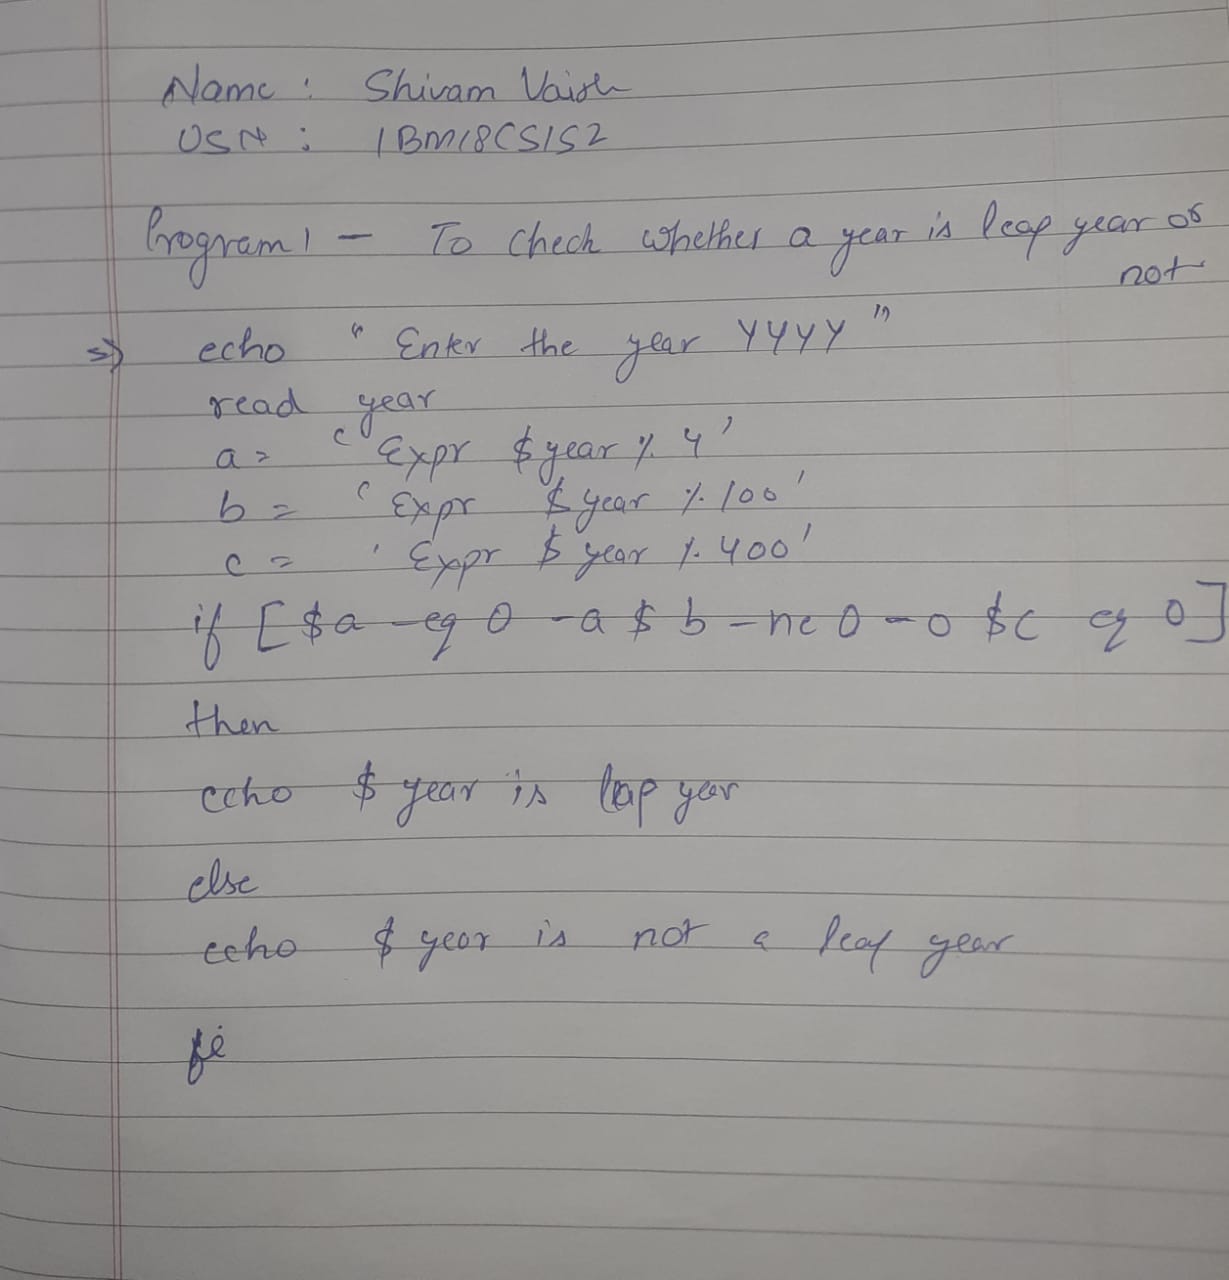 Name : Shivam Vaish
USN : 1BM18CS152
Program 1 - To Check whether a year is leap year or
not
=> echo " Enter the year YYYY "
read year
a = ' Expr $ year % 4 '
b = ' Expr $ year % 100 '
c = ' Expr $ year % 400 '
if [ $a -eq 0 -a $ b -ne 0 -o $c eq 0 ]
then
echo $ year is leap year
else
echo $ year is not a leap year
fi